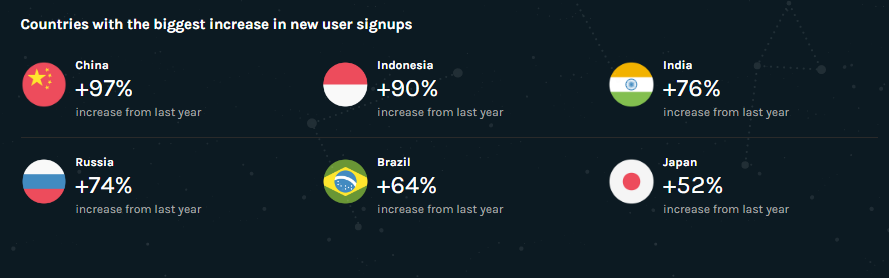 Countries with the biggest increase in new user signups
China
+97%
increase from last year
Indonesia
+90%
increase from last year
India
+76%
increase from last year
Russia
+74%
increase from last year
Brazil
+64%
increase from last year
Japan
+52%
increase from last year